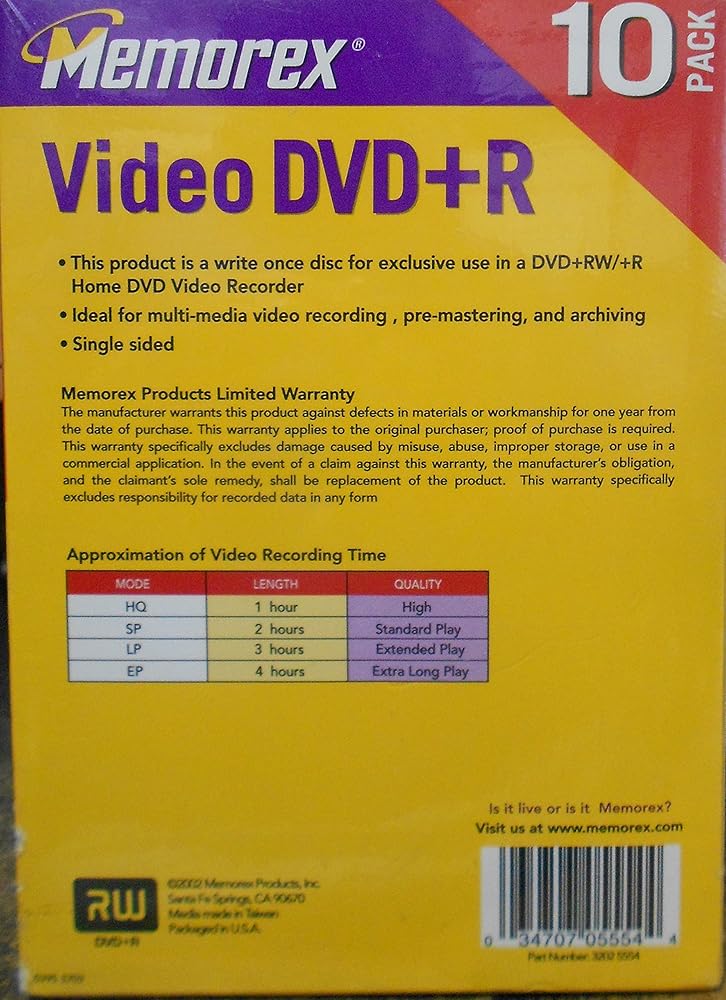 Memorex®
10
PACK
Video DVD+R
• This product is a write once disc for exclusive use in a DVD+RW/+R
Home DVD Video Recorder
• Ideal for multi-media video recording , pre-mastering, and archiving
• Single sided
Memorex Products Limited Warranty
The manufacturer warrants this product against defects in materials or workmanship for one year from
the date of purchase. This warranty applies to the original purchaser; proof of purchase is required.
This warranty specifically excludes damage caused by misuse, abuse, improper storage, or use in a
commercial application. In the event of a claim against this warranty, the manufacturer's obligation,
and the claimant's sole remedy, shall be replacement of the product. This warranty specifically
excludes responsibility for recorded data in any form
Approximation of Video Recording Time
MODE LENGTH QUALITY
HQ 1 hour High
SP 2 hours Standard Play
LP 3 hours Extended Play
EP 4 hours Extra Long Play
Is it live or is it Memorex?
Visit us at www.memorex.com
RW
DVD+R
©2002 Memorex Products, Inc.
Santa Fe Springs, CA 90670
Media made in Taiwan
Packaged in U.S.A.
0 34707 05554 4
Part Number: 3202 5554